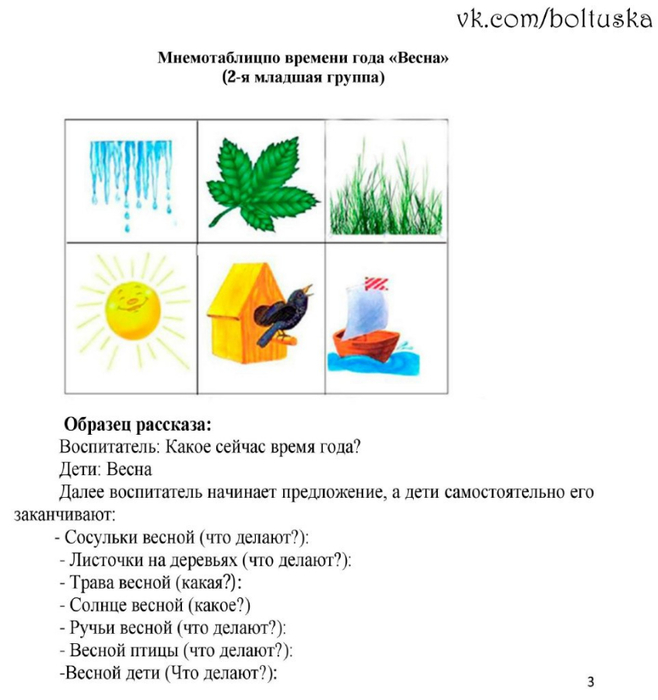 vk.com/boltuska
Мнемотаблицпо времени года «Весна»
(2-я младшая группа)
Образец рассказа:
Воспитатель: Какое сейчас время года?
Дети: Весна
Далее воспитатель начинает предложение, а дети самостоятельно его
заканчивают:
- Сосульки весной (что делают?):
- Листочки на деревьях (что делают?):
- Трава весной (какая?):
- Солнце весной (какое?)
- Ручьи весной (что делают?):
- Весной птицы (что делают?):
-Весной дети (Что делают?):
3